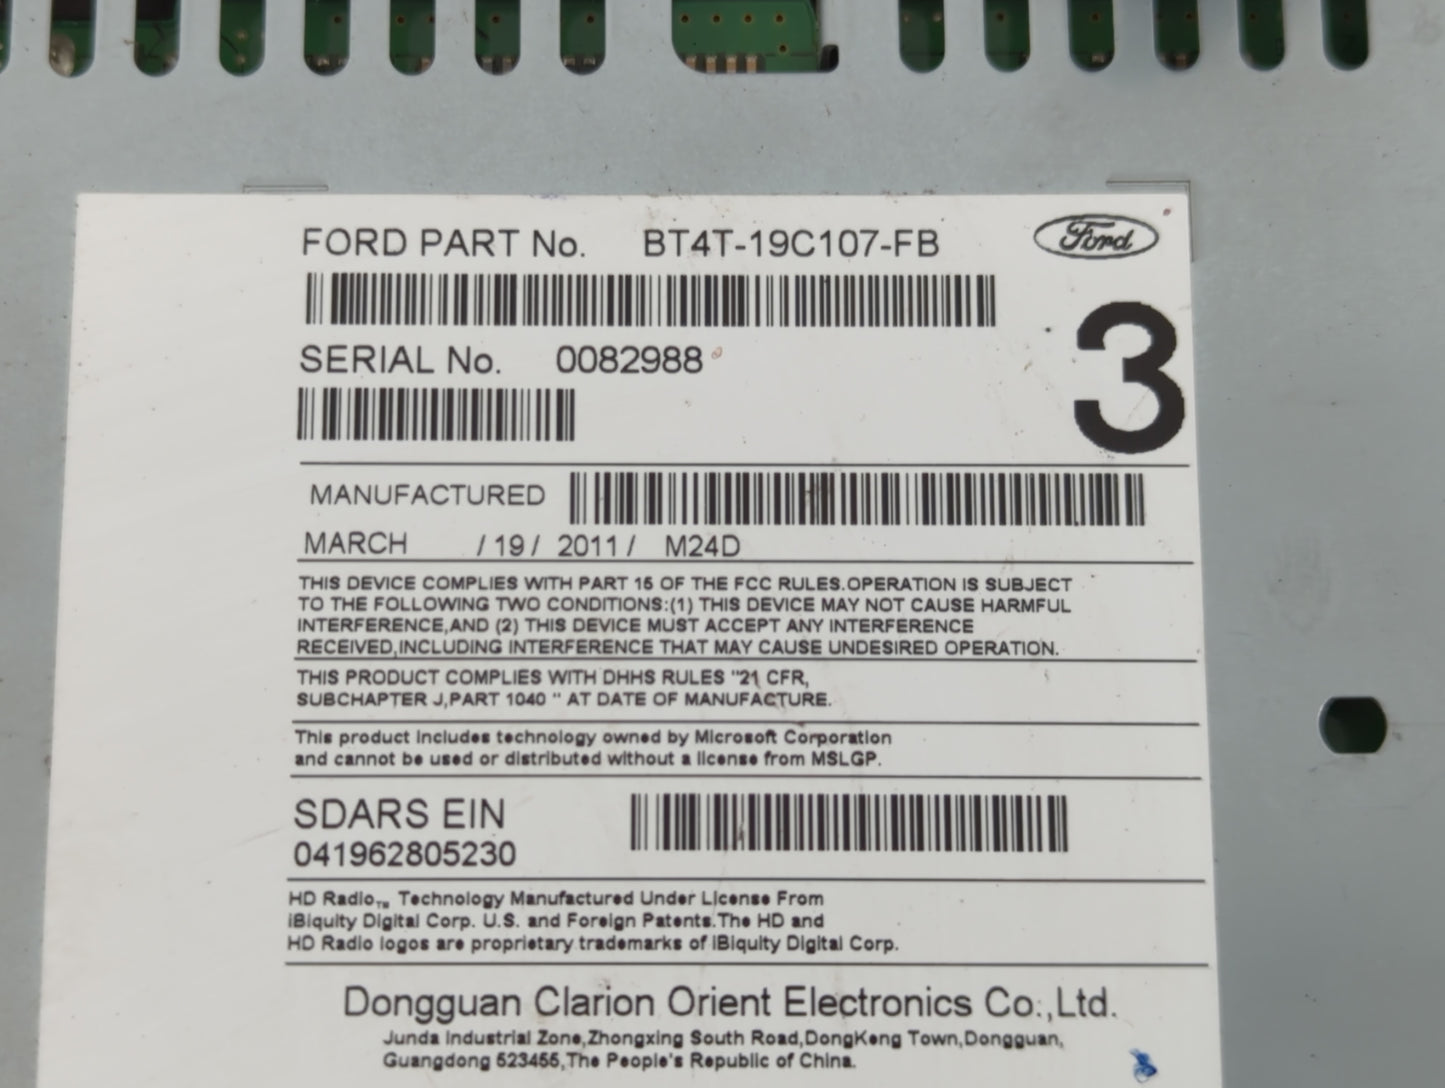 FORD PART No. BT4T-19C107-FB
Ford
SERIAL No. 0082988
3
MANUFACTURED
MARCH /19/ 2011/ M24D
THIS DEVICE COMPLIES WITH PART 15 OF THE FCC RULES.OPERATION IS SUBJECT
TO THE FOLLOWING TWO CONDITIONS:(1) THIS DEVICE MAY NOT CAUSE HARMFUL
INTERFERENCE,AND (2) THIS DEVICE MUST ACCEPT ANY INTERFERENCE
RECEIVED,INCLUDING INTERFERENCE THAT MAY CAUSE UNDESIRED OPERATION.
THIS PRODUCT COMPLIES WITH DHHS RULES "21 CFR,
SUBCHAPTER J,PART 1040 " AT DATE OF MANUFACTURE.
This product includes technology owned by Microsoft Corporation
and cannot be used or distributed without a license from MSLGP.
SDARS EIN
041962805230
HD Radio™ Technology Manufactured Under License From
iBiquity Digital Corp. U.S. and Foreign Patents.The HD and
HD Radio logos are proprietary trademarks of iBiquity Digital Corp.
Dongguan Clarion Orient Electronics Co.,Ltd.
Junda Industrial Zone,Zhongxing South Road,DongKeng Town,Dongguan,
Guangdong 523455,The People's Republic of China.